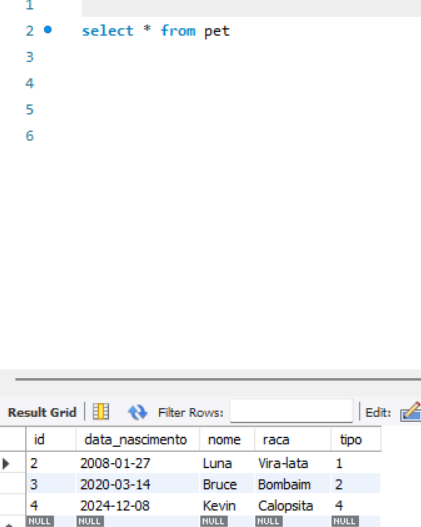 1
2 select * from pet
3
4
5
6
Result Grid Filter Rows: Edit:
id data_nascimento nome raca tipo
2 2008-01-27 Luna Vira-lata 1
3 2020-03-14 Bruce Bombaim 2
4 2024-12-08 Kevin Calopsita 4
NULL NULL NULL NULL NULL